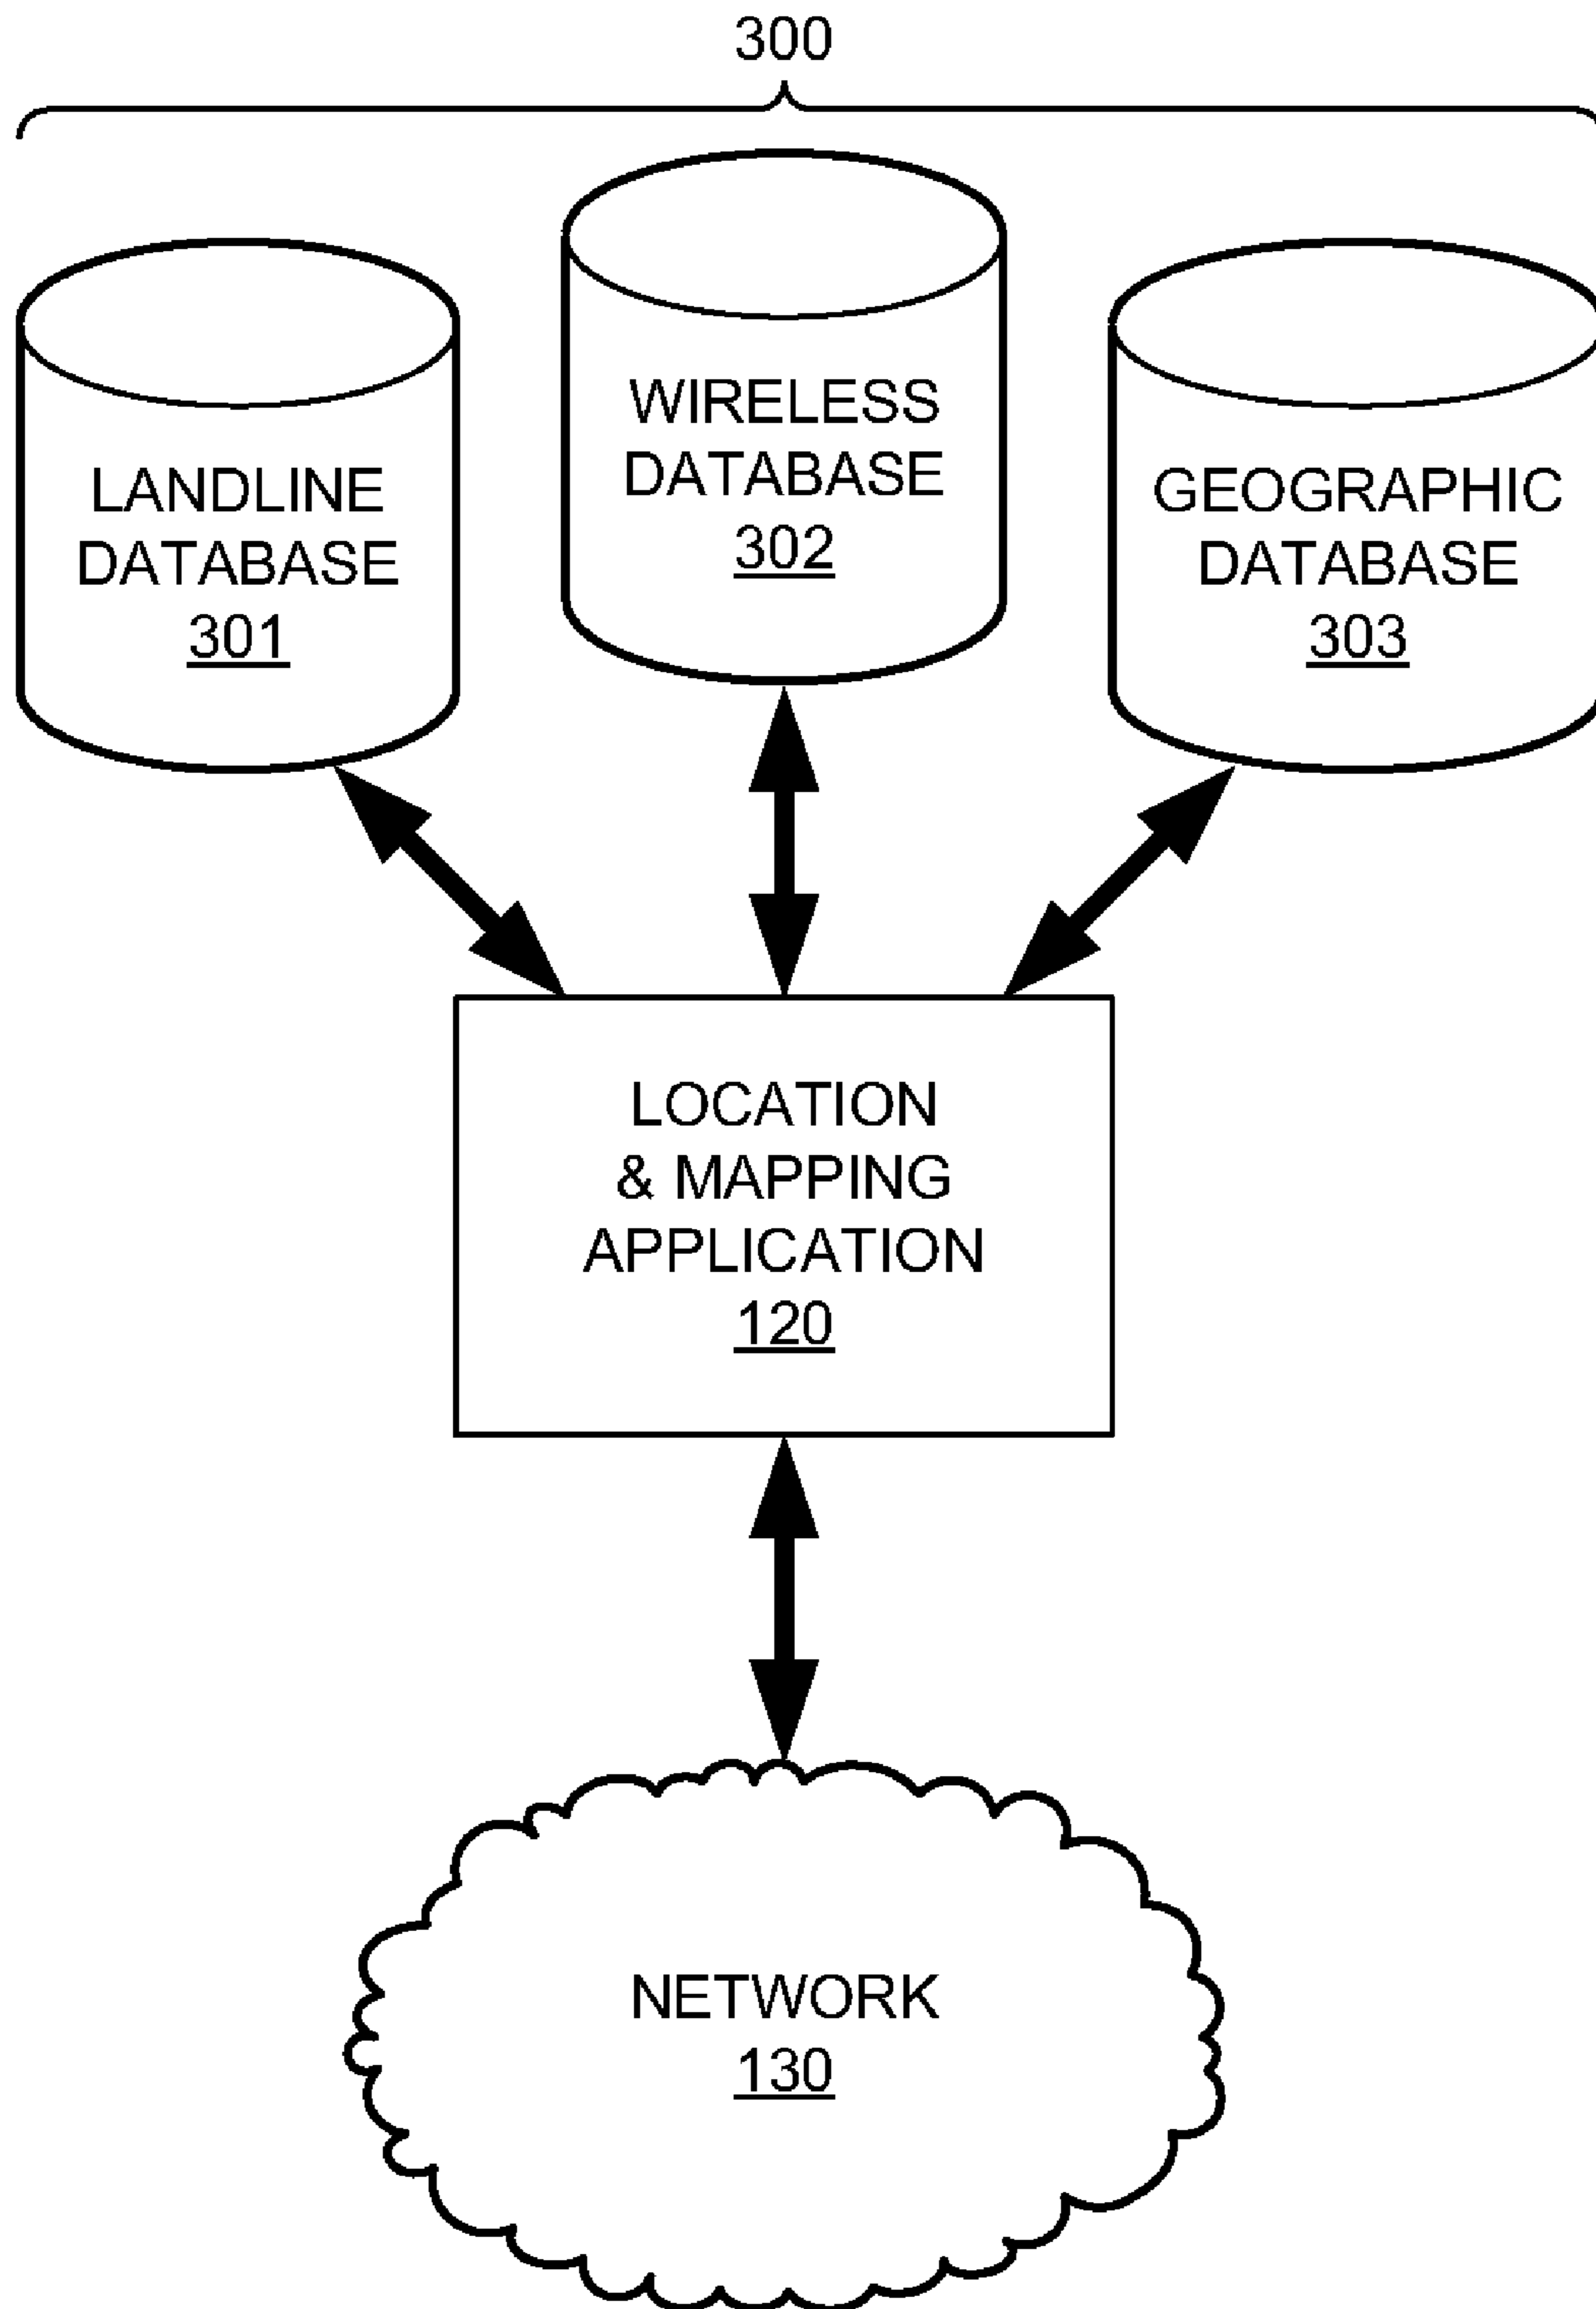 300
LANDLINE
DATABASE
301
WIRELESS
DATABASE
302
GEOGRAPHIC
DATABASE
303
LOCATION
& MAPPING
APPLICATION
120
NETWORK
130